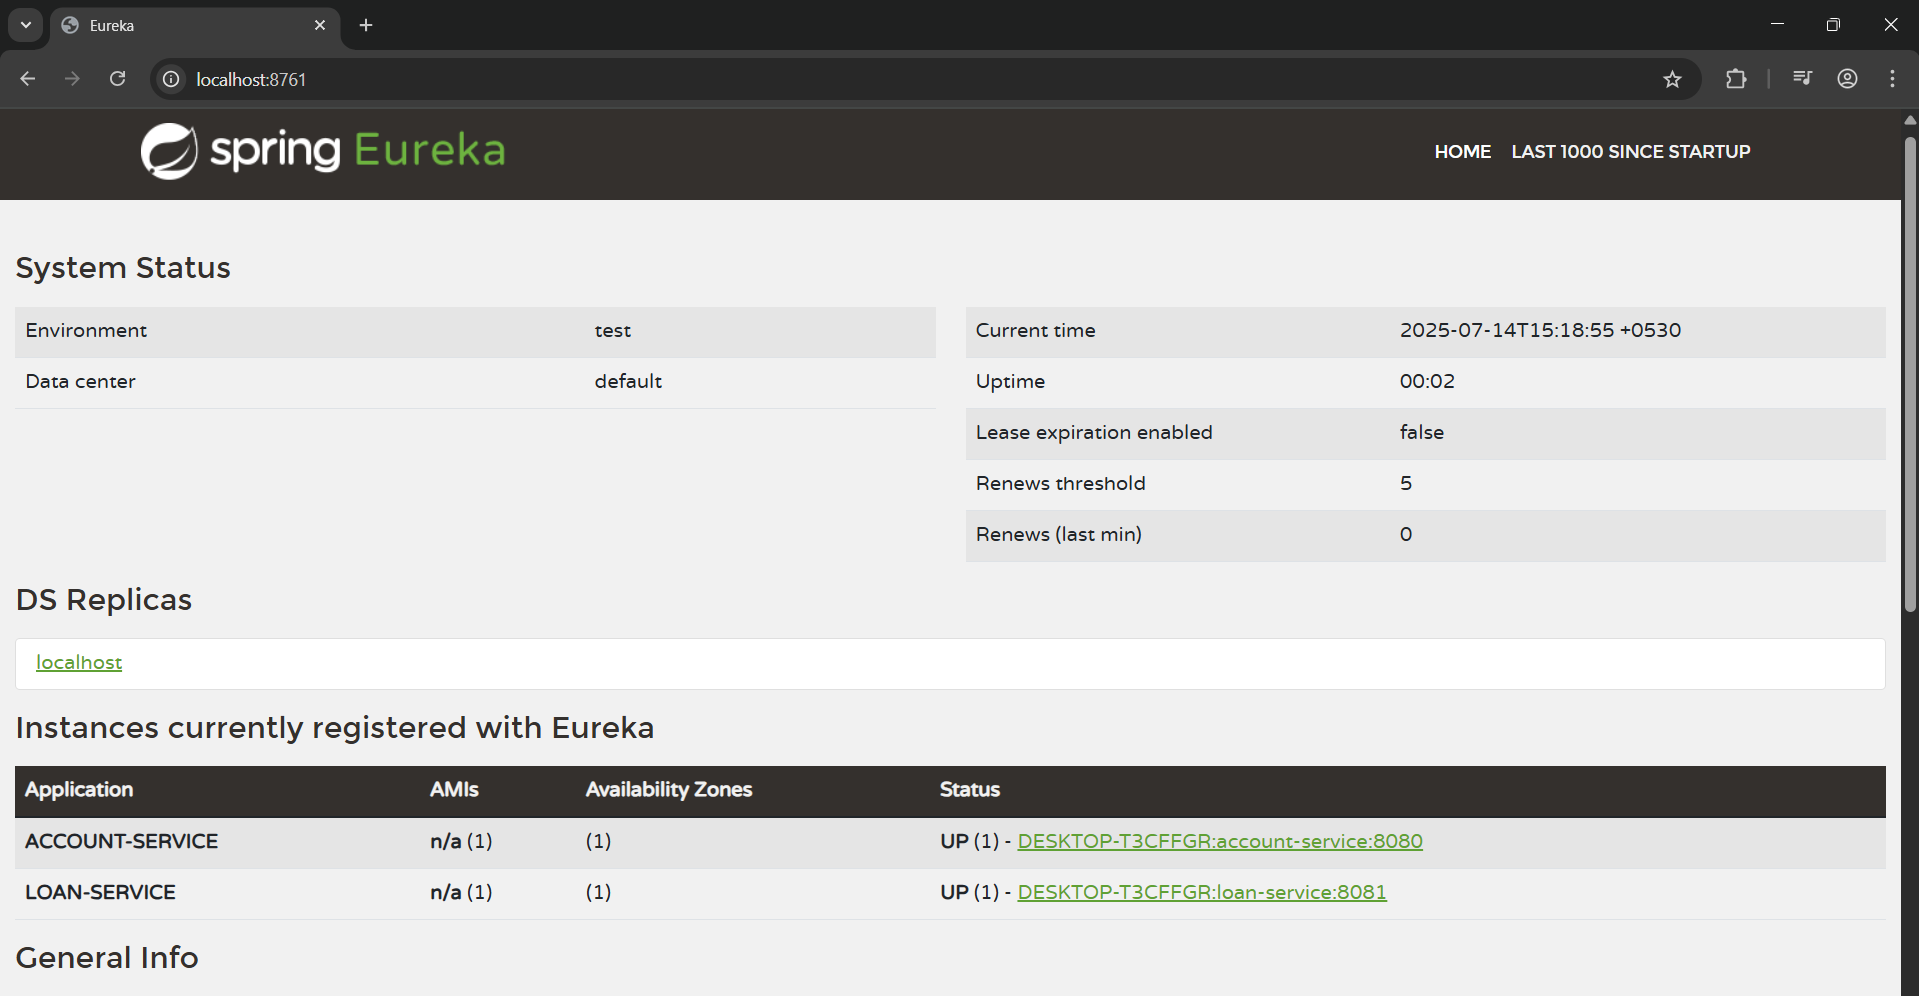 Eureka
localhost:8761
spring Eureka
HOME LAST 1000 SINCE STARTUP
System Status
Environment test
Data center default
Current time 2025-07-14T15:18:55 +0530
Uptime 00:02
Lease expiration enabled false
Renews threshold 5
Renews (last min) 0
DS Replicas
localhost
Instances currently registered with Eureka
Application AMIs Availability Zones Status
ACCOUNT-SERVICE n/a (1) (1) UP (1) - DESKTOP-T3CFFGR:account-service:8080
LOAN-SERVICE n/a (1) (1) UP (1) - DESKTOP-T3CFFGR:loan-service:8081
General Info